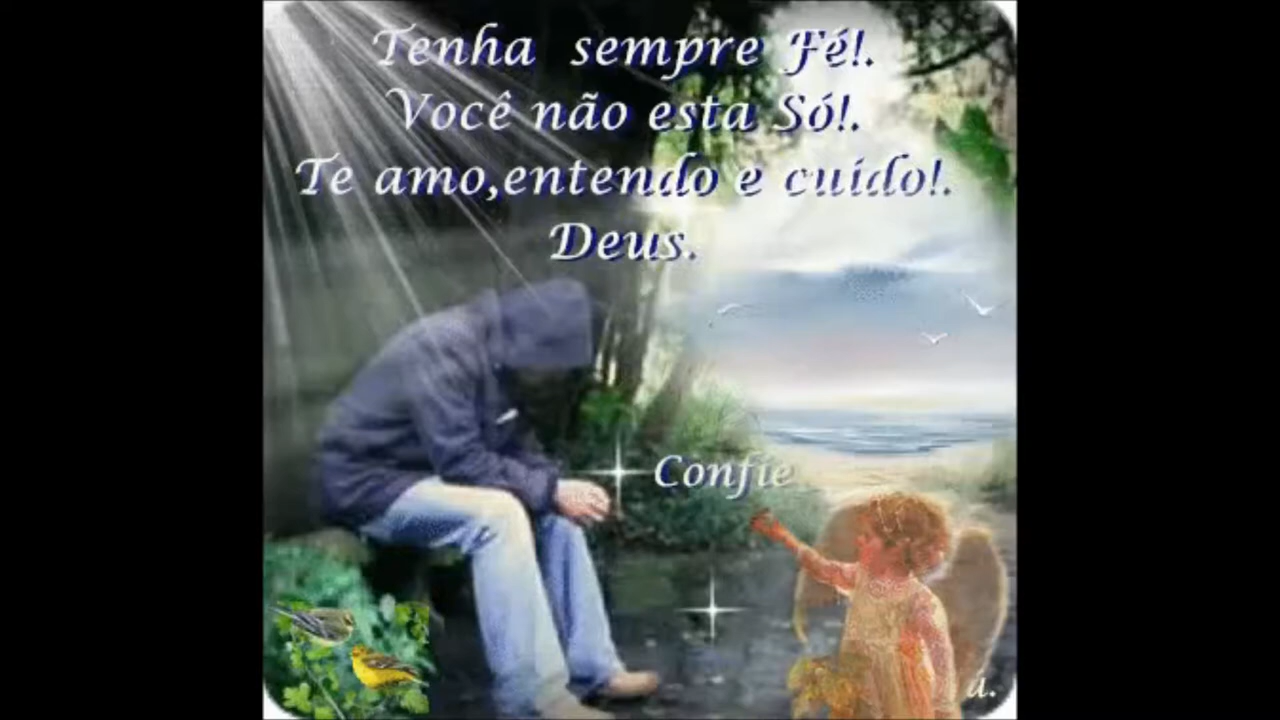 Tenha sempre Fé!.
Você não esta Só!.
Te amo,entendo e cuido!.
Deus.
Confie
d.